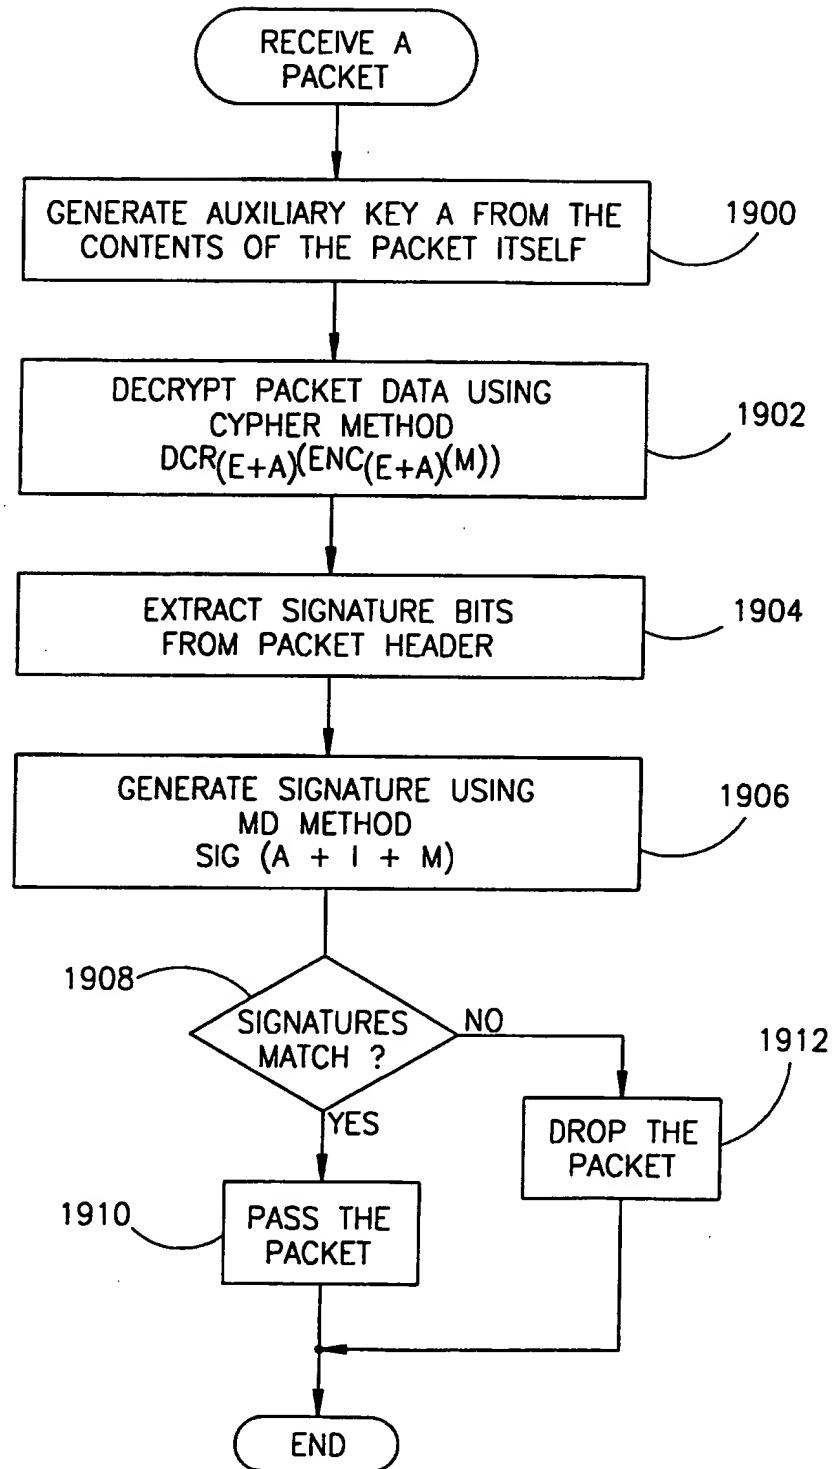 RECEIVE A
PACKET
GENERATE AUXILIARY KEY A FROM THE
CONTENTS OF THE PACKET ITSELF
1900
DECRYPT PACKET DATA USING
CYPHER METHOD
DCR(E+A)(ENC(E+A)(M))
1902
EXTRACT SIGNATURE BITS
FROM PACKET HEADER
1904
GENERATE SIGNATURE USING
MD METHOD
SIG (A + I + M)
1906
1908
SIGNATURES
MATCH ?
NO
YES
1912
DROP THE
PACKET
1910
PASS THE
PACKET
END